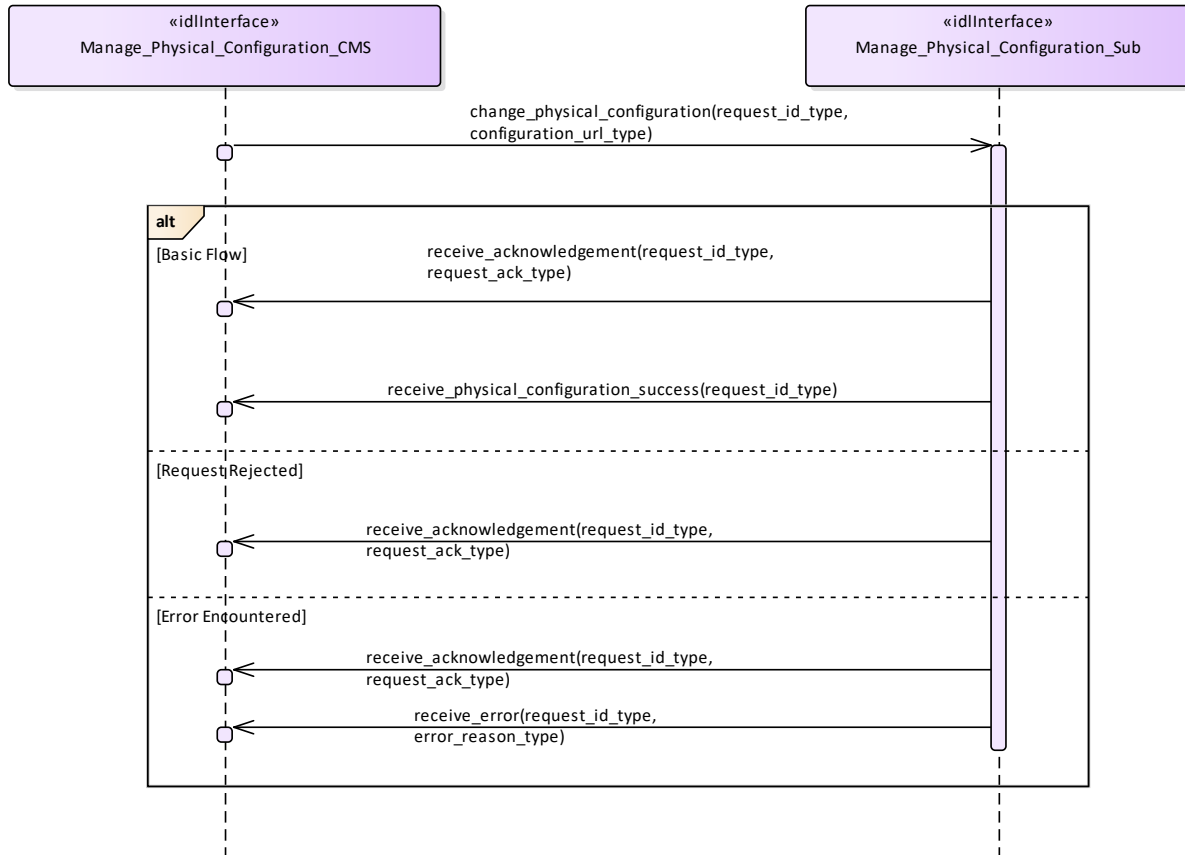 «idlInterface»
Manage_Physical_Configuration_CMS
«idlInterface»
Manage_Physical_Configuration_Sub
change_physical_configuration(request_id_type,
configuration_url_type)
alt
[Basic Flow]
receive_acknowledgement(request_id_type,
request_ack_type)
receive_physical_configuration_success(request_id_type)
[Request Rejected]
receive_acknowledgement(request_id_type,
request_ack_type)
[Error Encountered]
receive_acknowledgement(request_id_type,
request_ack_type)
receive_error(request_id_type,
error_reason_type)